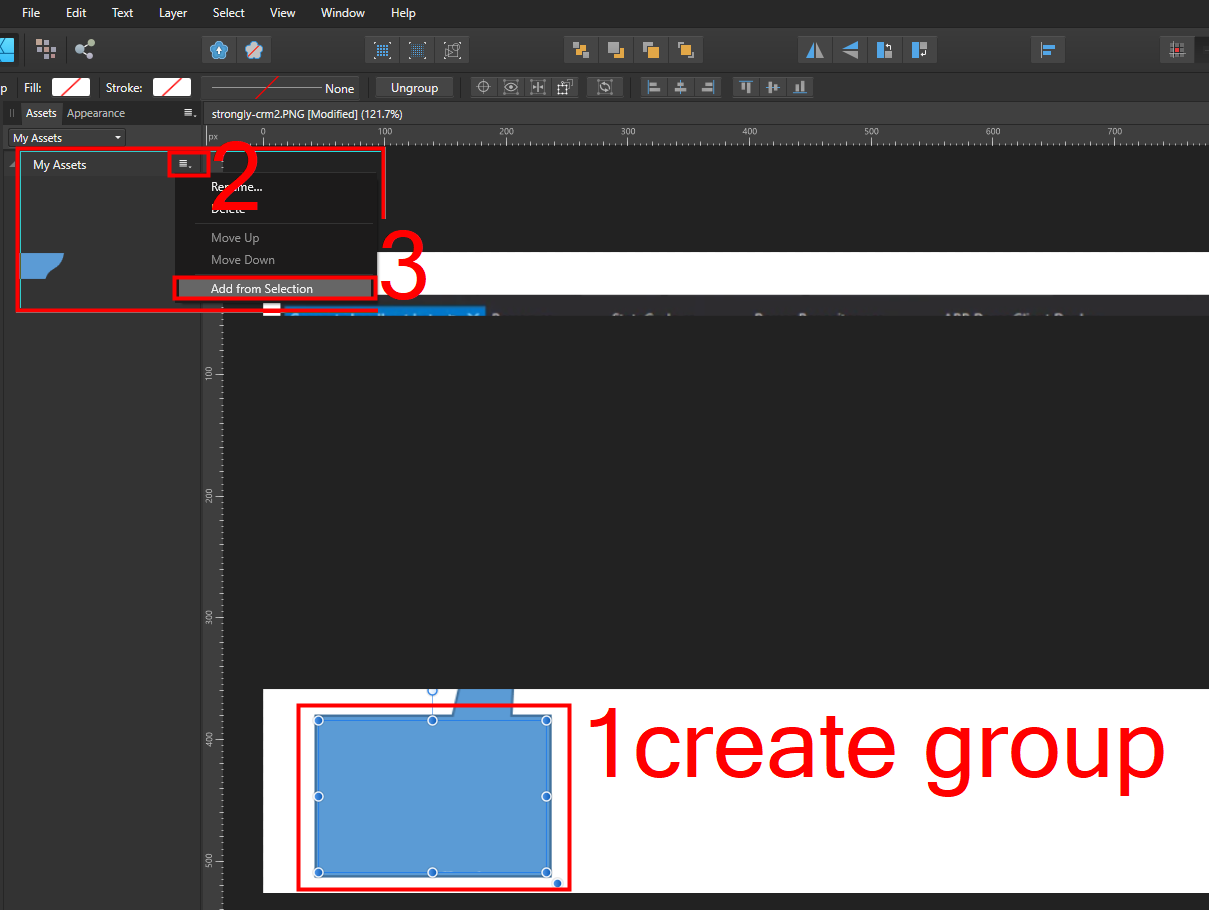 File Edit Text Layer Select View Window Help
Fill: Stroke: None Ungroup
Assets Appearance strongly-crm2.PNG [Modified] (121.7%)
My Assets
px 0 100 200 300 400 500 600 700
My Assets
2
Rename...
Delete
Move Up
3
Move Down
Add from Selection
100
200
300
400
1create group
500